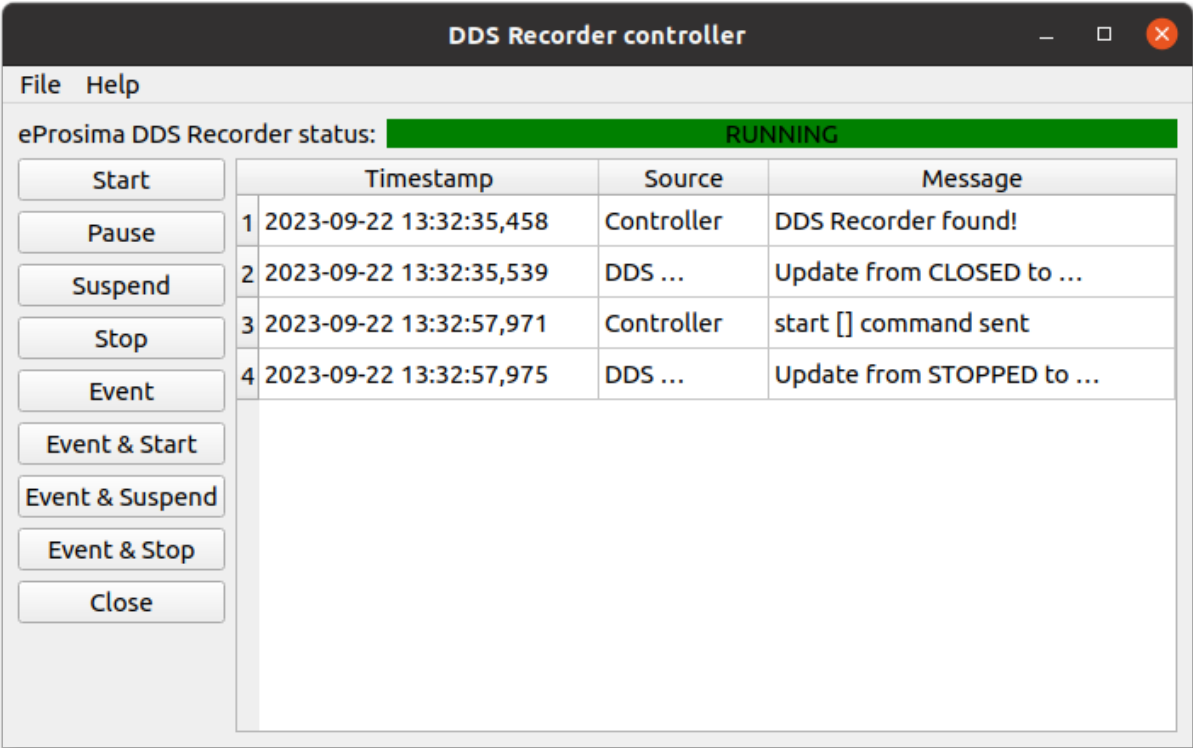 DDS Recorder controller
File Help
eProsima DDS Recorder status: RUNNING
Start
Pause
Suspend
Stop
Event
Event & Start
Event & Suspend
Event & Stop
Close
Timestamp Source Message
1 2023-09-22 13:32:35,458 Controller DDS Recorder found!
2 2023-09-22 13:32:35,539 DDS ... Update from CLOSED to ...
3 2023-09-22 13:32:57,971 Controller start [] command sent
4 2023-09-22 13:32:57,975 DDS ... Update from STOPPED to ...